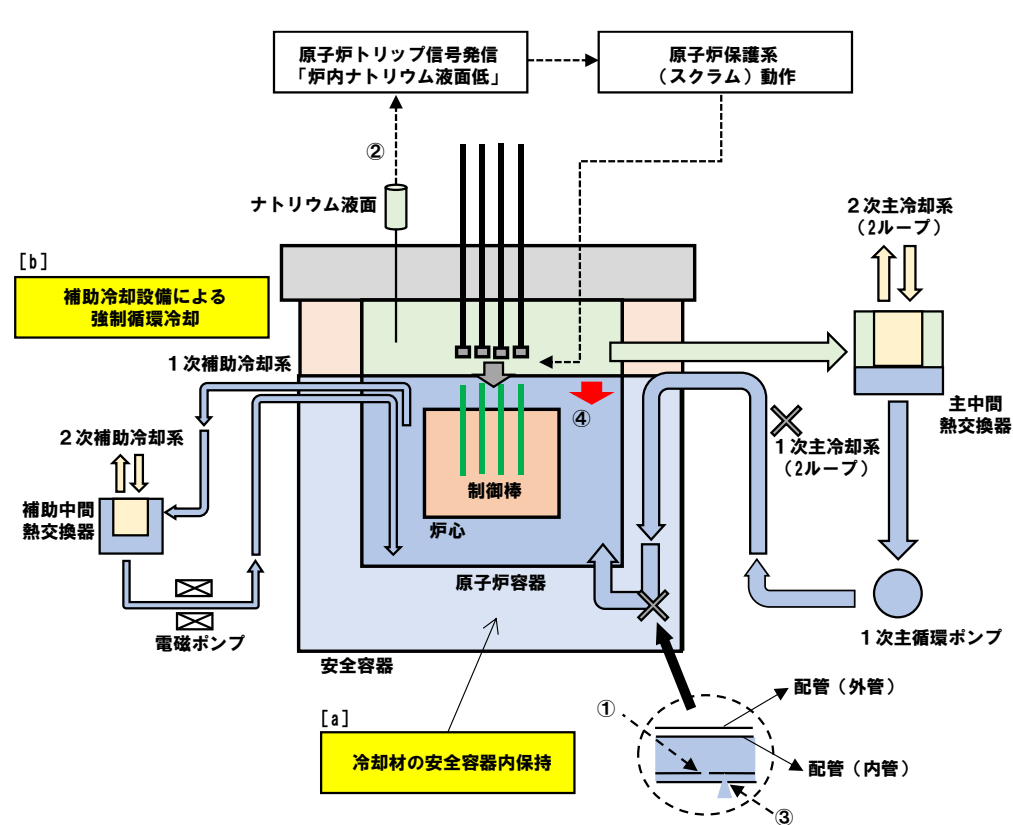 原子炉トリップ信号発信
「炉内ナトリウム液面低」
原子炉保護系
（スクラム）動作
②
ナトリウム液面
２次主冷却系
（2ループ）
[b]
補助冷却設備による
強制循環冷却
１次補助冷却系
④
主中間
熱交換器
１次主冷却系
（2ループ）
２次補助冷却系
制御棒
補助中間
熱交換器
炉心
原子炉容器
電磁ポンプ
１次主循環ポンプ
安全容器
配管（外管）
[a]
①
冷却材の安全容器内保持
配管（内管）
③